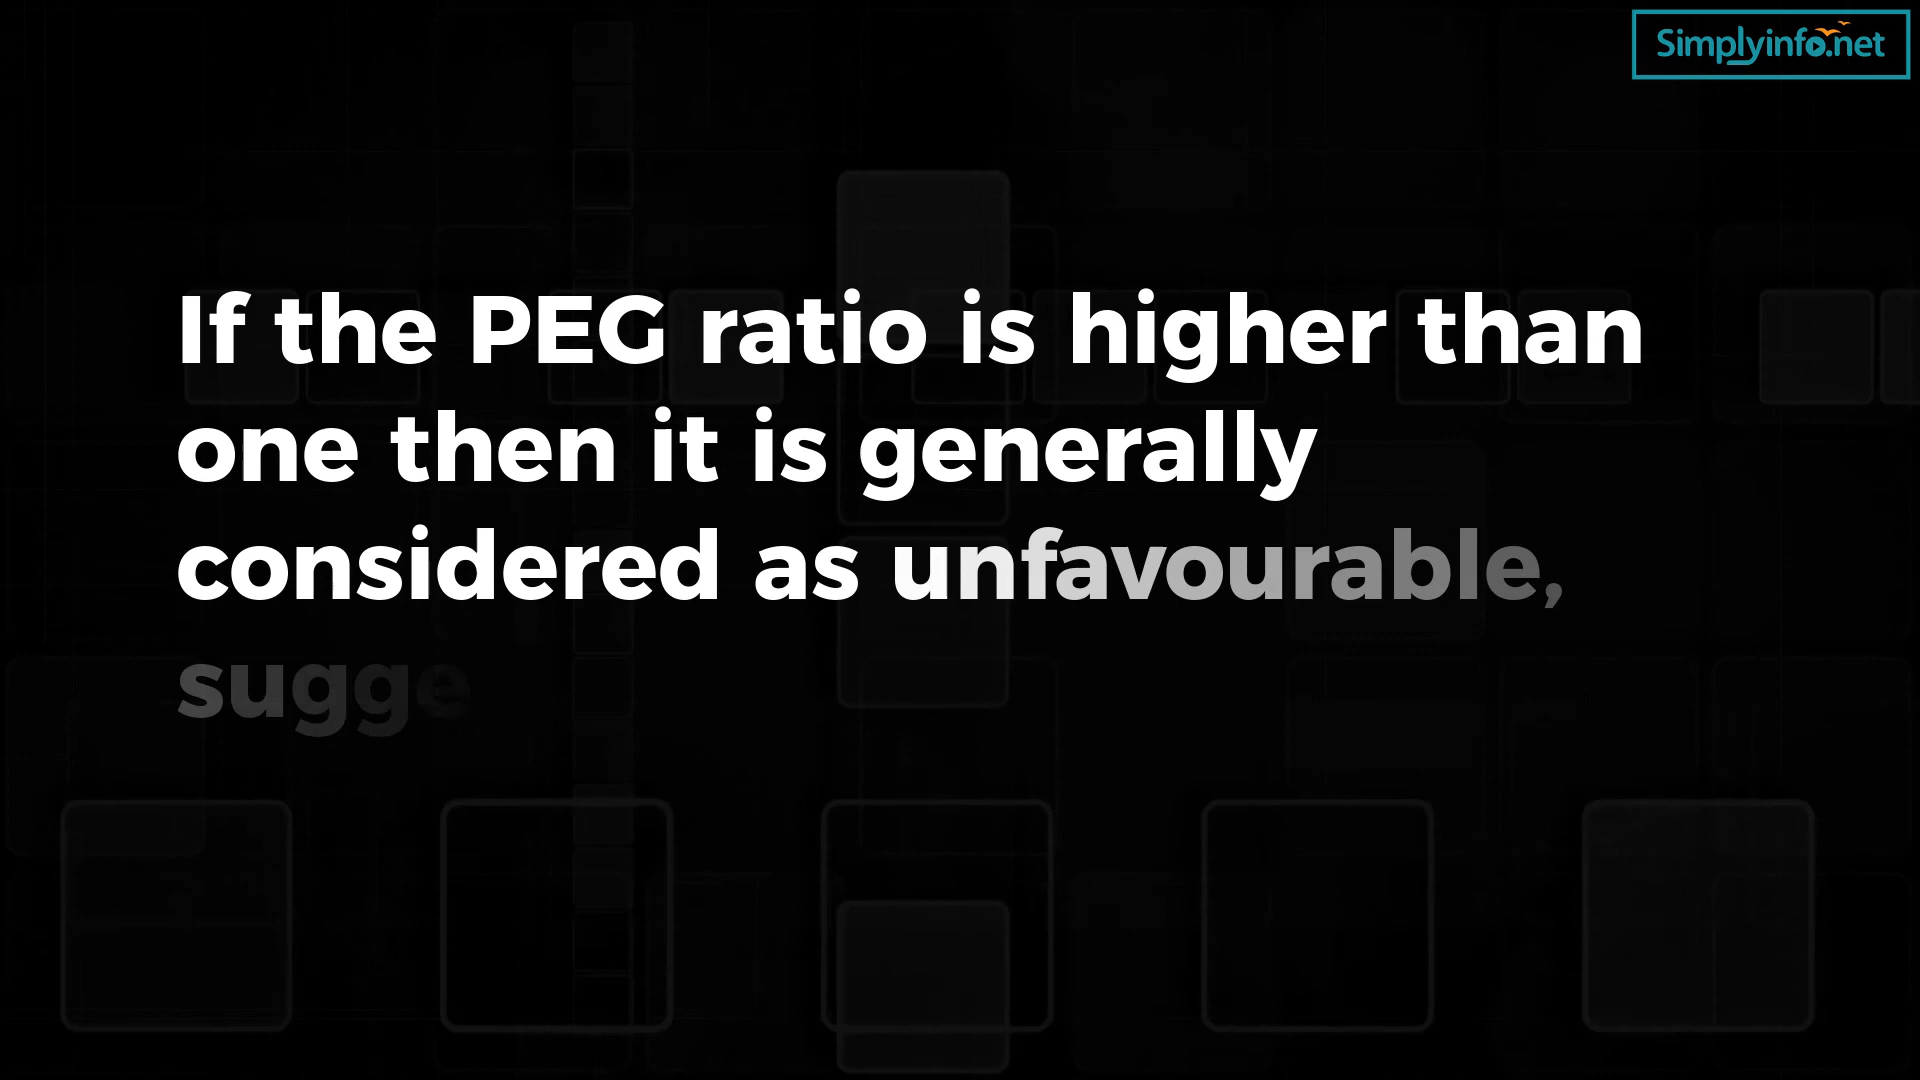 Simplyinfo.net
If the PEG ratio is higher than
one then it is generally
considered as unfavourable,
sugge